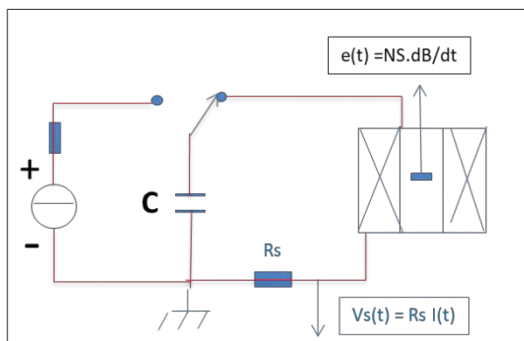 e(t) =NS.dB/dt
+
C
−
Rs
Vs(t) = Rs I(t)